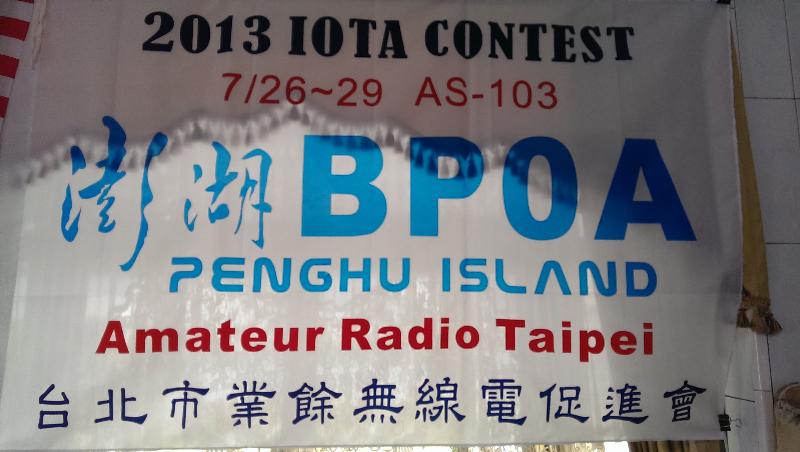 2013 IOTA CONTEST
7/26~29 AS-103
澎湖 BP0A
PENGHU ISLAND
Amateur Radio Taipei
台北市業餘無線電促進會